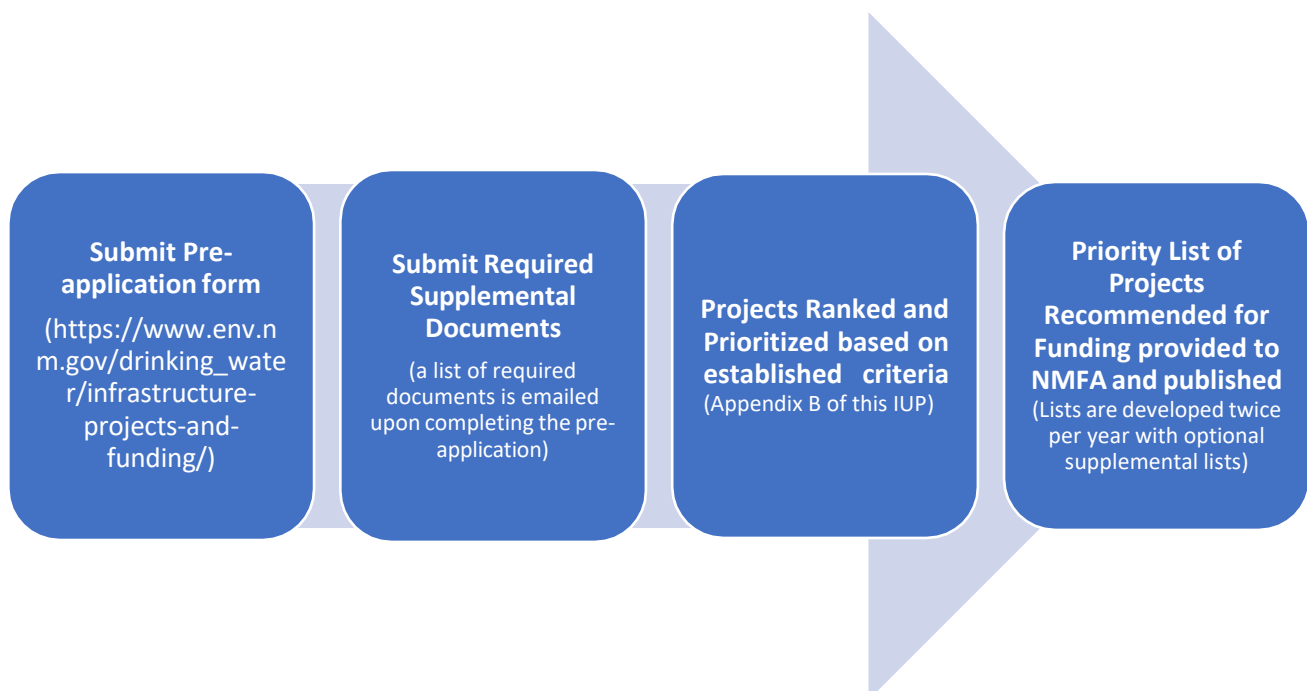 Submit Pre-
application form
(https://www.env.n
m.gov/drinking_wate
r/infrastructure-
projects-and-
funding/)
Submit Required
Supplemental
Documents
(a list of required
documents is emailed
upon completing the pre-
application)
Projects Ranked and
Prioritized based on
established criteria
(Appendix B of this IUP)
Priority List of
Projects
Recommended for
Funding provided to
NMFA and published
(Lists are developed twice
per year with optional
supplemental lists)